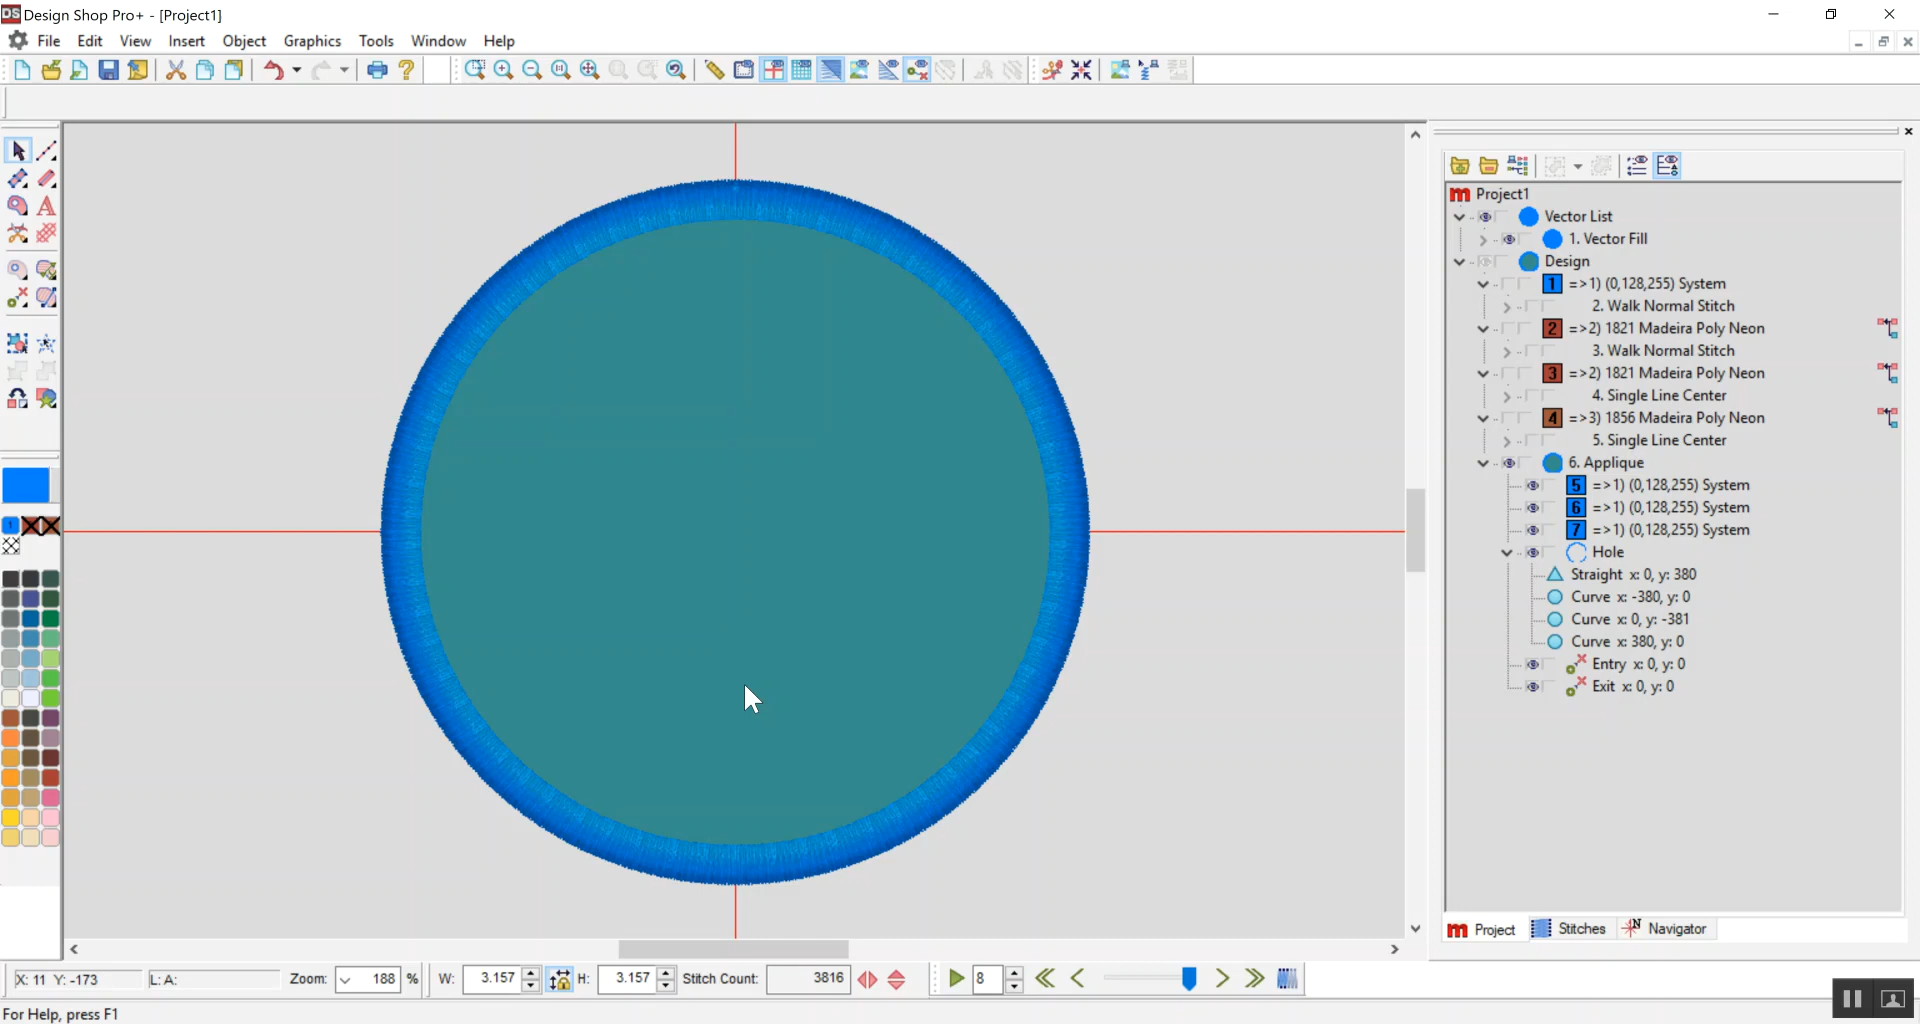 DS Design Shop Pro+ - [Project1]
File Edit View Insert Object Graphics Tools Window Help
Project1
Vector List
1. Vector Fill
Design
1 =>1) (0,128,255) System
2. Walk Normal Stitch
2 =>2) 1821 Madeira Poly Neon
3. Walk Normal Stitch
3 =>2) 1821 Madeira Poly Neon
4. Single Line Center
4 =>3) 1856 Madeira Poly Neon
5. Single Line Center
6. Applique
5 =>1) (0,128,255) System
6 =>1) (0,128,255) System
7 =>1) (0,128,255) System
Hole
Straight x: 0, y: 380
Curve x: -380, y: 0
Curve x: 0, y: -381
Curve x: 380, y: 0
Entry x: 0, y: 0
Exit x: 0, y: 0
1
m Project Stitches N Navigator
X: 11 Y: -173 L: A: Zoom: 188 % W: 3.157 H: 3.157 Stitch Count: 3816 8
For Help, press F1